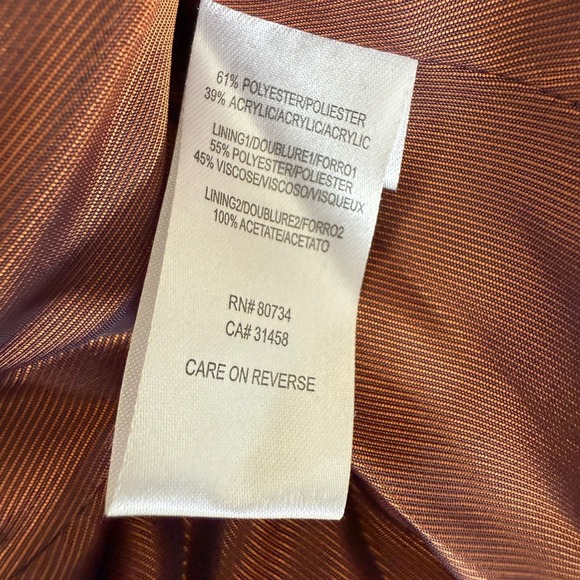 61% POLYESTER/POLIESTER
39% ACRYLIC/ACRYLIC/ACRYLIC
LINING1/DOUBLURE1/FORRO1
55% POLYESTER/POLIESTER
45% VISCOSE/VISCOSO/VISQUEUX
LINING2/DOUBLURE2/FORRO2
100% ACETATE/ACETATO
RN# 80734
CA# 31458
CARE ON REVERSE